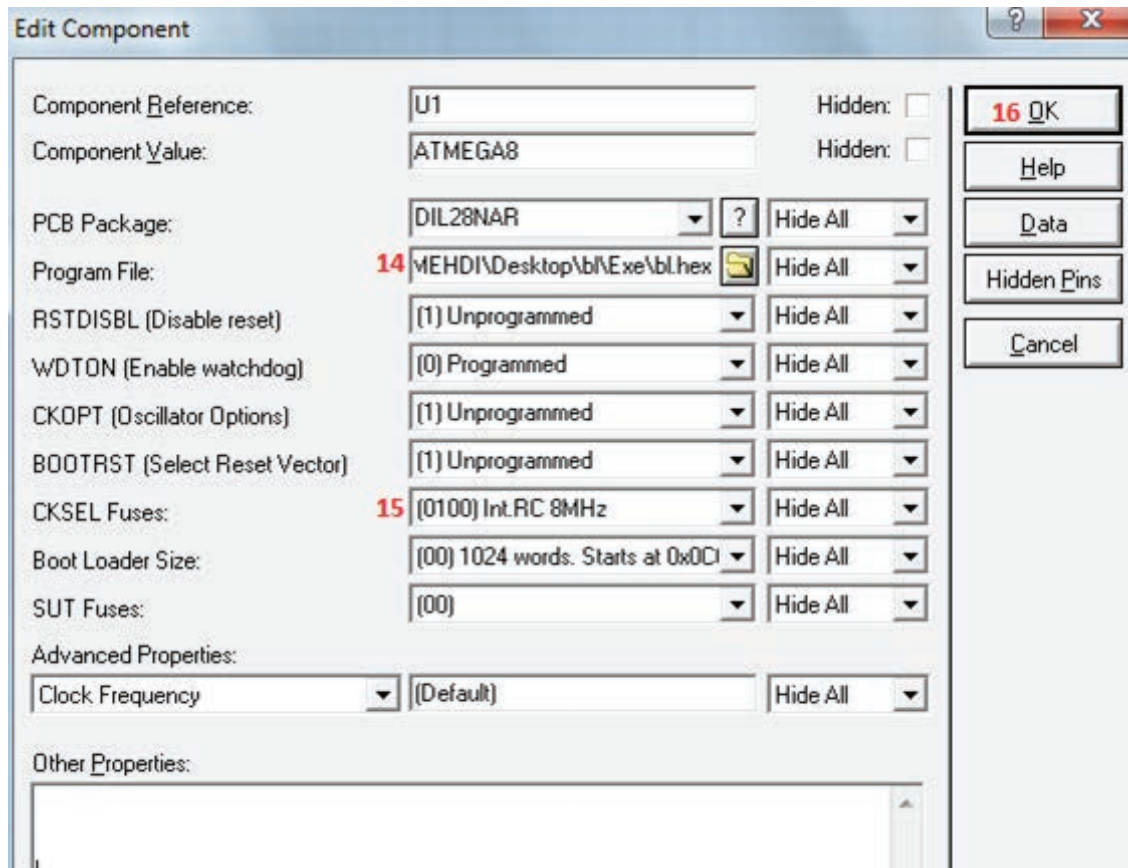 Edit Component ? X
Component Reference: U1 Hidden:
Component Value: ATMEGA8 Hidden:
PCB Package: DIL28NAR ? Hide All
Program File: 14 MEHDI\Desktop\bl\Exe\bl.hex Hide All
RSTDISBL (Disable reset) (1) Unprogrammed Hide All
WDTON (Enable watchdog) (0) Programmed Hide All
CKOPT (Oscillator Options) (1) Unprogrammed Hide All
BOOTRST (Select Reset Vector) (1) Unprogrammed Hide All
CKSEL Fuses: 15 (0100) Int.RC 8MHz Hide All
Boot Loader Size: (00) 1024 words. Starts at 0x0C Hide All
SUT Fuses: (00) Hide All
Advanced Properties:
Clock Frequency (Default) Hide All
Other Properties:
16 OK
Help
Data
Hidden Pins
Cancel